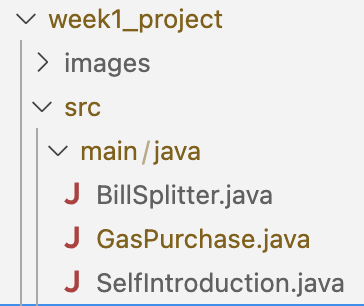 week1_project
images
src
main/java
J BillSplitter.java
J GasPurchase.java
J SelfIntroduction.java